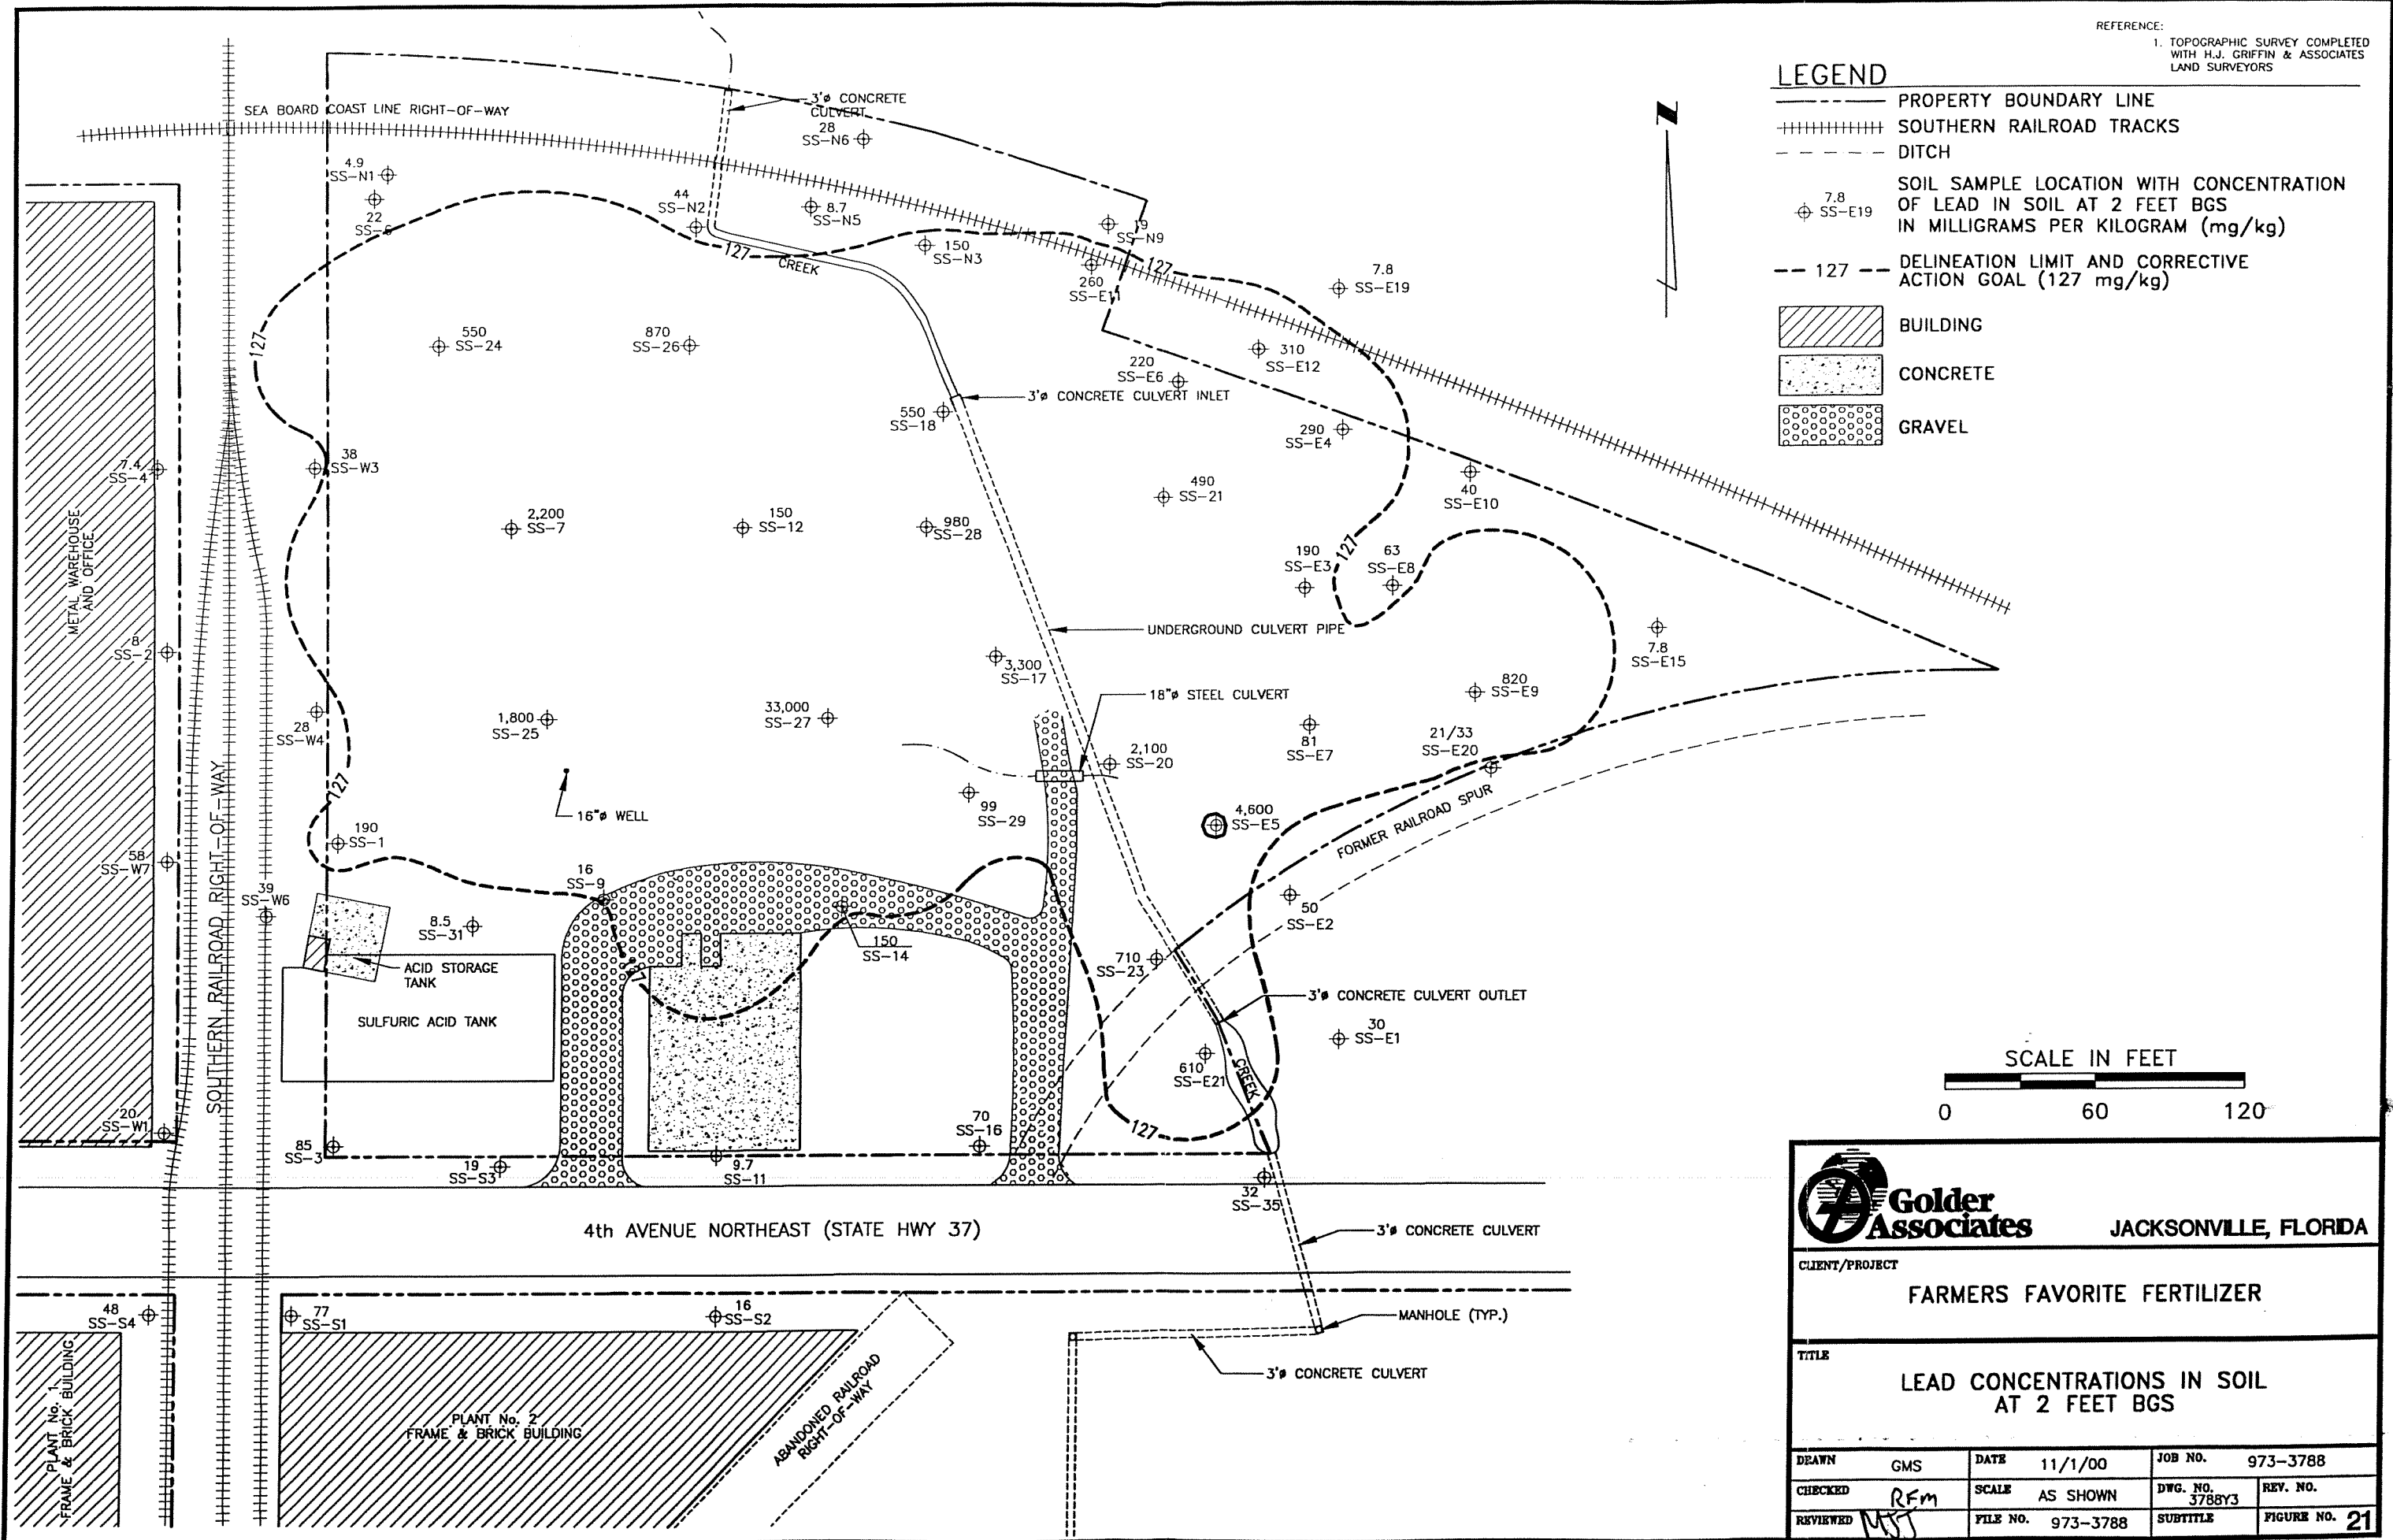 REFERENCE:
1. TOPOGRAPHIC SURVEY COMPLETED
WITH H.J. GRIFFIN & ASSOCIATES
LAND SURVEYORS
LEGEND
PROPERTY BOUNDARY LINE
SOUTHERN RAILROAD TRACKS
DITCH
7.8
SS-E19
SOIL SAMPLE LOCATION WITH CONCENTRATION
OF LEAD IN SOIL AT 2 FEET BGS
IN MILLIGRAMS PER KILOGRAM (mg/kg)
127
DELINEATION LIMIT AND CORRECTIVE
ACTION GOAL (127 mg/kg)
BUILDING
CONCRETE
GRAVEL
N
SEA BOARD COAST LINE RIGHT-OF-WAY
3'ø CONCRETE
CULVERT
28
SS-N6
4.9
SS-N1
22
SS-6
44
SS-N2
8.7
SS-N5
19
SS-N9
127
CREEK
150
SS-N3
260
SS-E11
127
7.8
SS-E19
127
550
SS-24
870
SS-26
310
SS-E12
220
SS-E6
3'ø CONCRETE CULVERT INLET
550
SS-18
290
SS-E4
38
SS-W3
7.4
SS-4
40
SS-E10
490
SS-21
2,200
SS-7
150
SS-12
980
SS-28
METAL WAREHOUSE
AND OFFICE
190
SS-E3
127
63
SS-E8
UNDERGROUND CULVERT PIPE
8
SS-2
7.8
SS-E15
3,300
SS-17
18"ø STEEL CULVERT
820
SS-E9
28
SS-W4
1,800
SS-25
33,000
SS-27
81
SS-E7
21/33
SS-E20
2,100
SS-20
127
16"ø WELL
99
SS-29
4,600
SS-E5
FORMER RAILROAD SPUR
190
SS-1
58
SS-W7
SOUTHERN RAILROAD RIGHT-OF-WAY
39
SS-W6
16
SS-9
8.5
SS-31
50
SS-E2
150
SS-14
710
SS-23
ACID STORAGE
TANK
3'ø CONCRETE CULVERT OUTLET
SULFURIC ACID TANK
30
SS-E1
610
SS-E21
CREEK
20
SS-W1
127
85
SS-3
19
SS-S3
9.7
SS-11
70
SS-16
32
SS-35
4th AVENUE NORTHEAST (STATE HWY 37)
3'ø CONCRETE CULVERT
48
SS-S4
77
SS-S1
16
SS-S2
MANHOLE (TYP.)
3'ø CONCRETE CULVERT
PLANT No. 1
FRAME & BRICK BUILDING
PLANT No. 2
FRAME & BRICK BUILDING
ABANDONED RAILROAD
RIGHT-OF-WAY
SCALE IN FEET
0 60 120
Golder
Associates
JACKSONVILLE, FLORIDA
CLIENT/PROJECT
FARMERS FAVORITE FERTILIZER
TITLE
LEAD CONCENTRATIONS IN SOIL
AT 2 FEET BGS
DRAWN GMS DATE 11/1/00 JOB NO. 973-3788
CHECKED RFM SCALE AS SHOWN DWG. NO. 3788Y3 REV. NO.
REVIEWED MJJ FILE NO. 973-3788 SUBTITLE FIGURE NO. 21